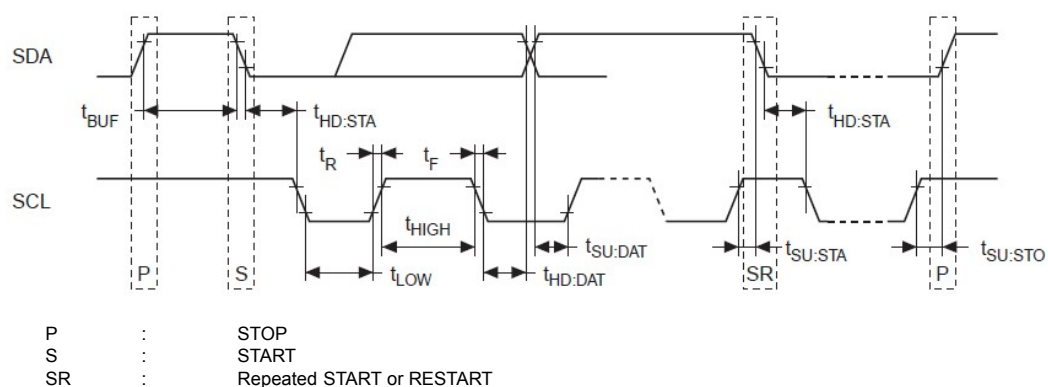 SDA
tBUF
tHD:STA
tHD:STA
tR
tF
SCL
tHIGH
tSU:DAT
tSU:STA
tSU:STO
P
S
tLOW
tHD:DAT
SR
P
P : STOP
S : START
SR : Repeated START or RESTART